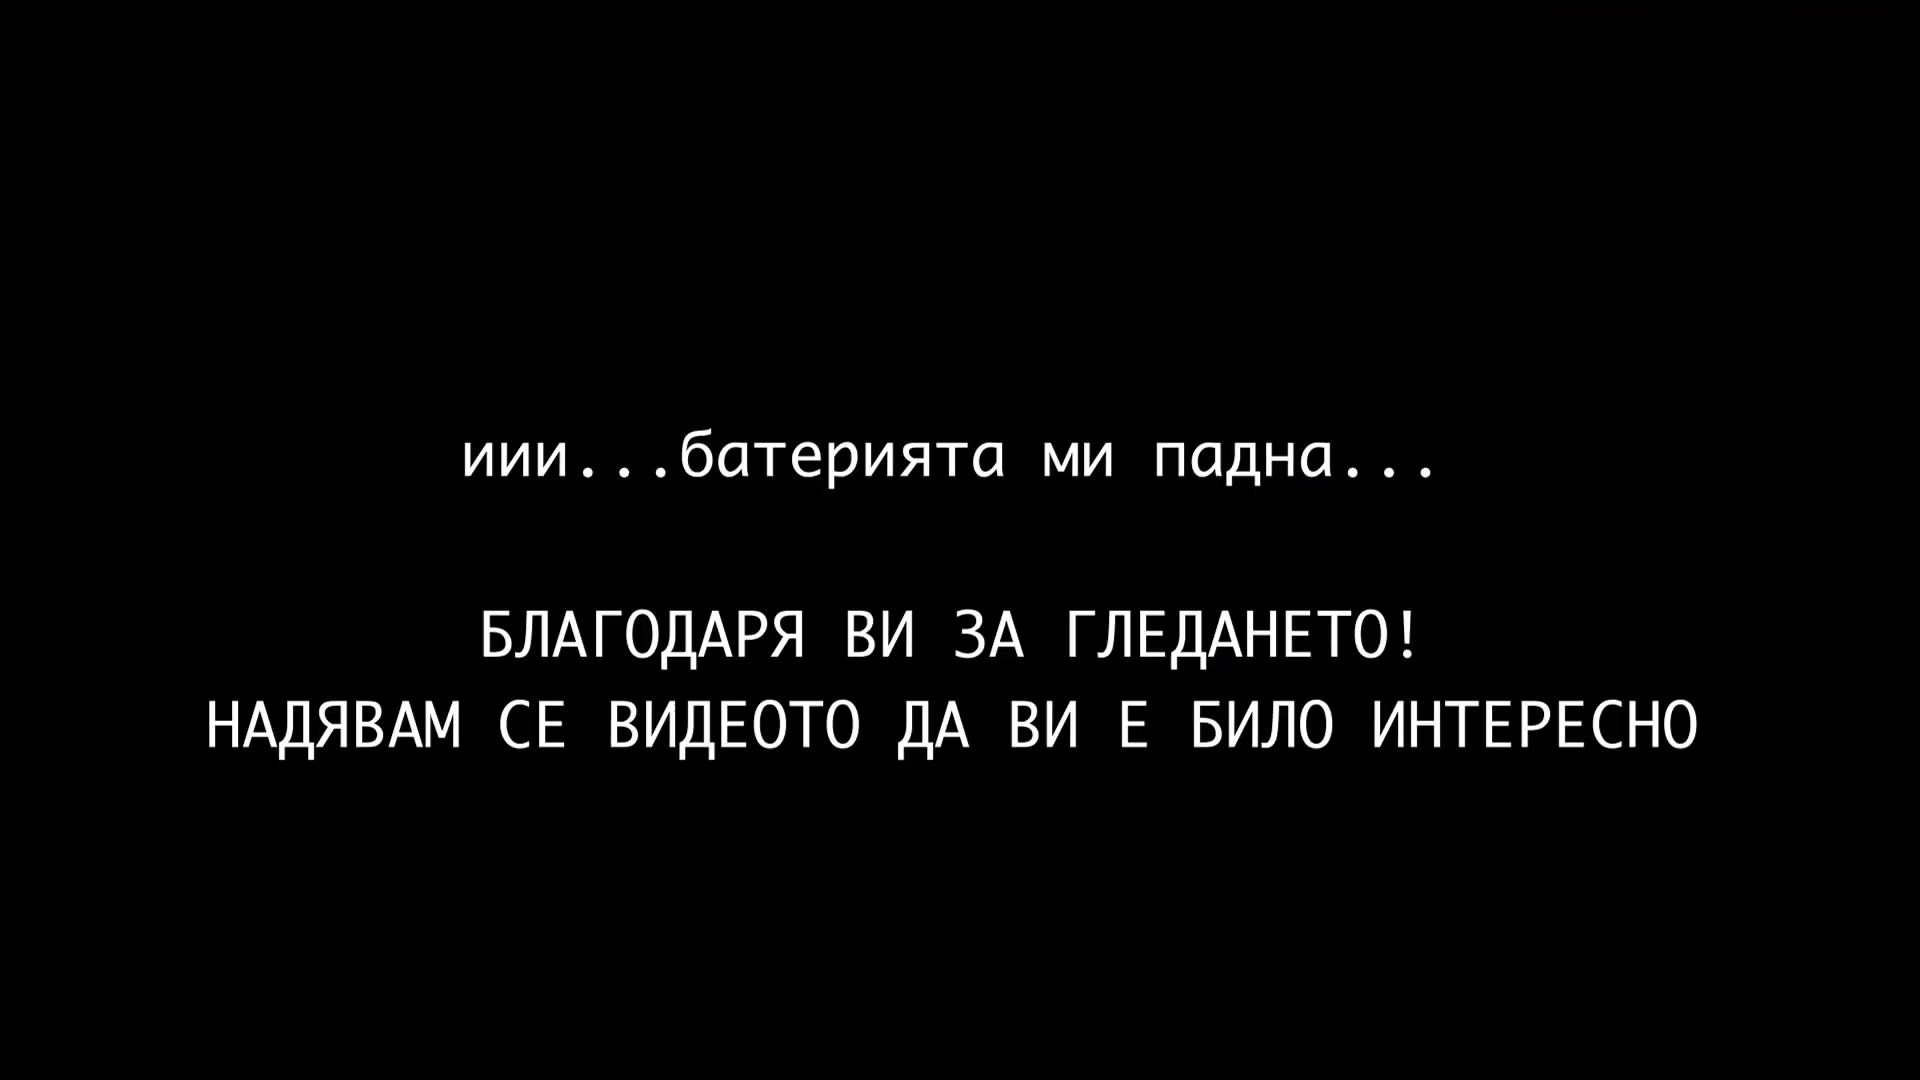 иии...батерията ми падна...
БЛАГОДАРЯ ВИ ЗА ГЛЕДАНЕТО!
НАДЯВАМ СЕ ВИДЕОТО ДА ВИ Е БИЛО ИНТЕРЕСНО